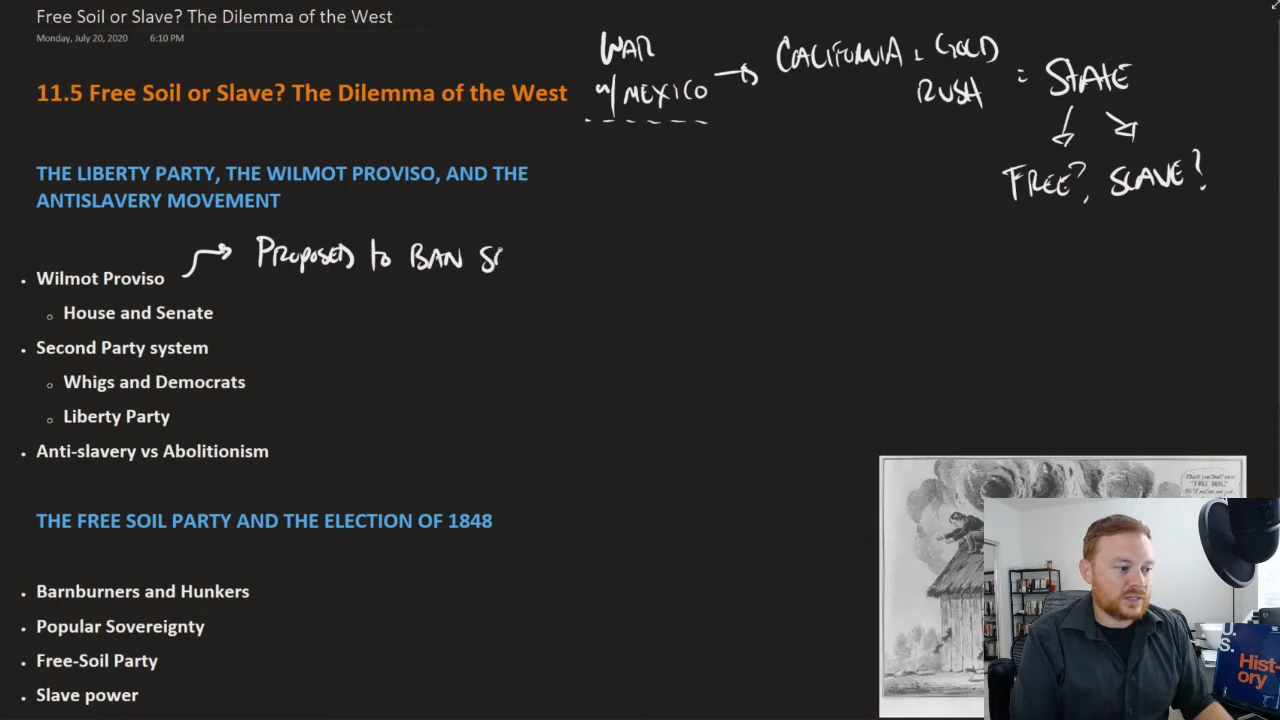 Free Soil or Slave? The Dilemma of the West
Monday, July 20, 2020 6:10 PM
WAR
w/ MEXICO → CALIFORNIA & GOLD
RUSH = STATE
FREE?, SLAVE?
11.5 Free Soil or Slave? The Dilemma of the West
THE LIBERTY PARTY, THE WILMOT PROVISO, AND THE
ANTISLAVERY MOVEMENT
PROPOSED to BAN S
• Wilmot Proviso
○ House and Senate
• Second Party system
○ Whigs and Democrats
○ Liberty Party
• Anti-slavery vs Abolitionism
THE FREE SOIL PARTY AND THE ELECTION OF 1848
• Barnburners and Hunkers
• Popular Sovereignty
• Free-Soil Party
• Slave power
"FREE SOIL"
U.
S.
Hist-
ory